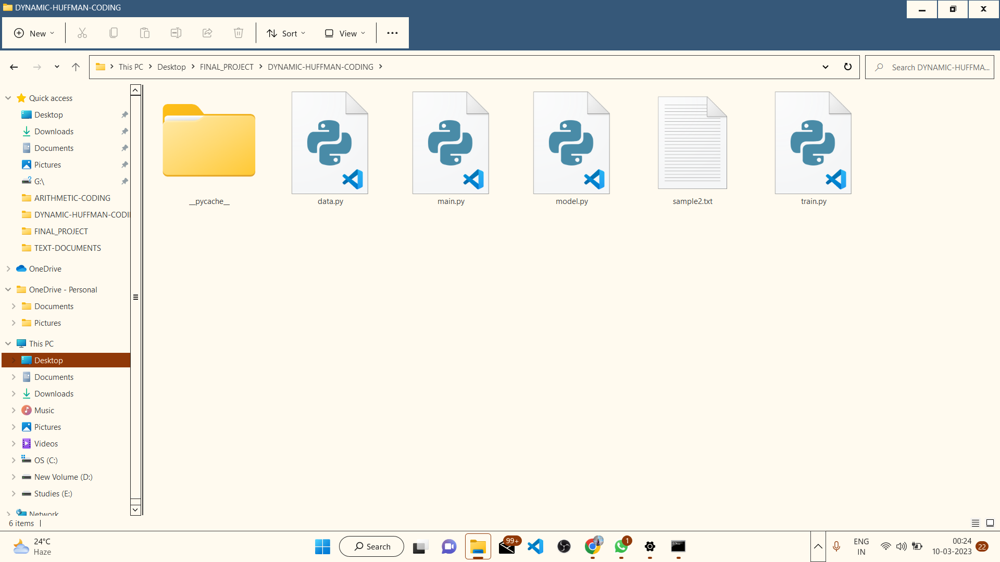 DYNAMIC-HUFFMAN-CODING
New
Sort
View
This PC
Desktop
FINAL_PROJECT
DYNAMIC-HUFFMAN-CODING
Search DYNAMIC-HUFFMA...
Quick access
Desktop
Downloads
Documents
Pictures
G:\
ARITHMETIC-CODING
DYNAMIC-HUFFMAN-CODI
FINAL_PROJECT
TEXT-DOCUMENTS
OneDrive
OneDrive - Personal
Documents
Pictures
This PC
Desktop
Documents
Downloads
Music
Pictures
Videos
OS (C:)
New Volume (D:)
Studies (E:)
Network
__pycache__
data.py
main.py
model.py
sample2.txt
train.py
6 items
24°C
Haze
Search
99+
1
ENG
IN
00:24
10-03-2023
22